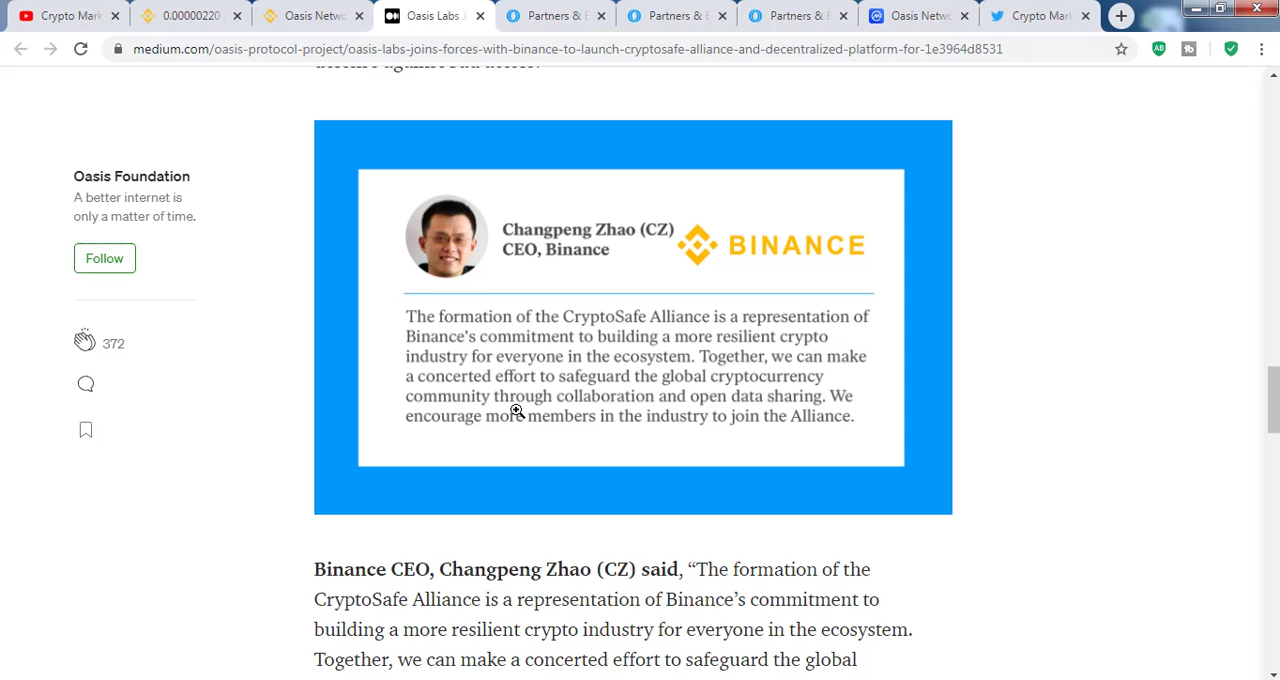 Crypto Mark
0.00000220
Oasis Netwo
Oasis Labs J
Partners & E
Partners & E
Partners & E
Oasis Netwo
Crypto Mark
medium.com/oasis-protocol-project/oasis-labs-joins-forces-with-binance-to-launch-cryptosafe-alliance-and-decentralized-platform-for-1e3964d8531
AB
tb
Oasis Foundation
A better internet is
only a matter of time.
Follow
372
Changpeng Zhao (CZ)
CEO, Binance
BINANCE
The formation of the CryptoSafe Alliance is a representation of
Binance's commitment to building a more resilient crypto
industry for everyone in the ecosystem. Together, we can make
a concerted effort to safeguard the global cryptocurrency
community through collaboration and open data sharing. We
encourage more members in the industry to join the Alliance.
Binance CEO, Changpeng Zhao (CZ) said, “The formation of the
CryptoSafe Alliance is a representation of Binance’s commitment to
building a more resilient crypto industry for everyone in the ecosystem.
Together, we can make a concerted effort to safeguard the global